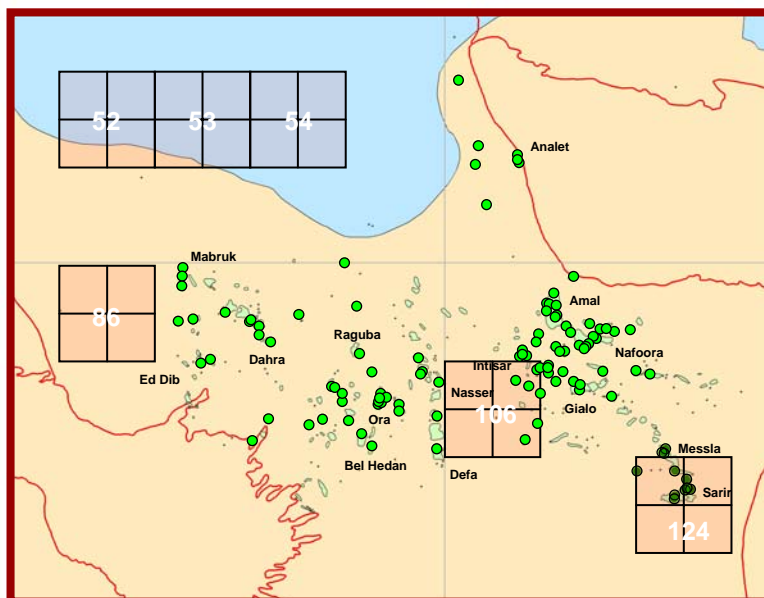 52
53
54
Analet
Mabruk
86
Amal
Raguba
Nafoora
Dahra
Intisar
Ed Dib
Nasser
106
Gialo
Ora
Bel Hedan
Defa
Messla
Sarir
124